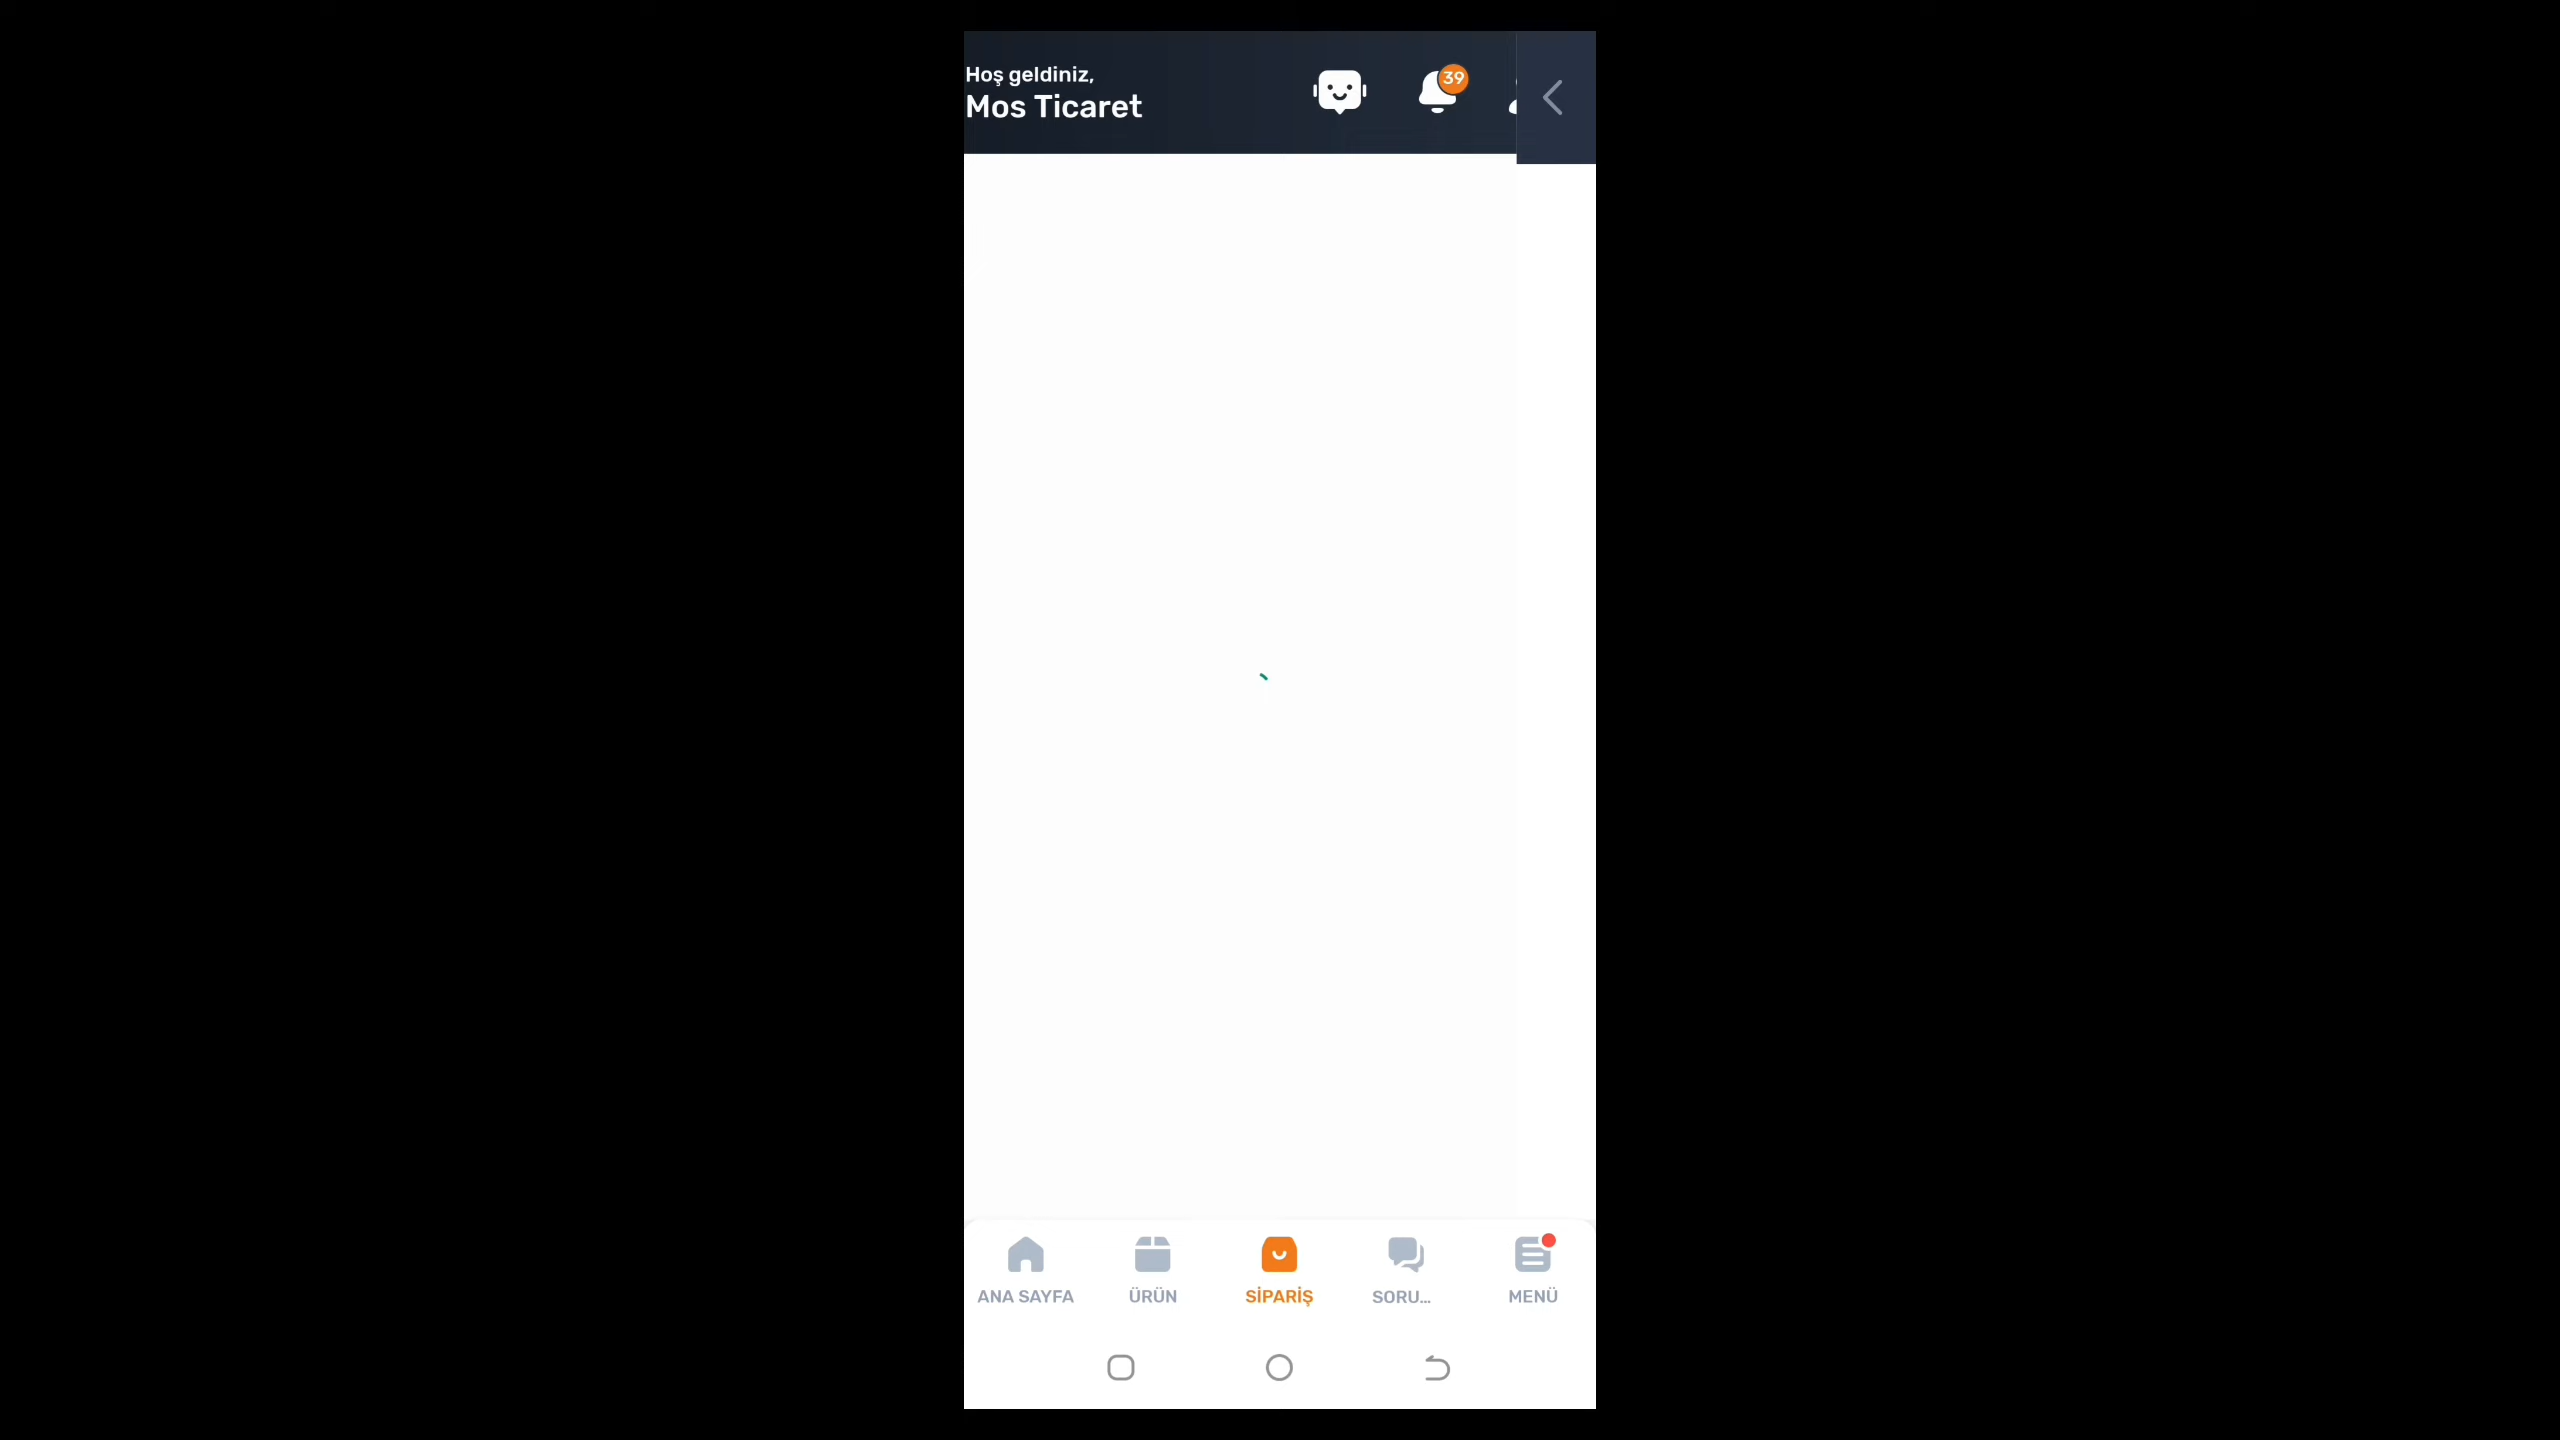 Hoş geldiniz,
Mos Ticaret
39
ANA SAYFA
ÜRÜN
SİPARİŞ
SORU...
MENÜ